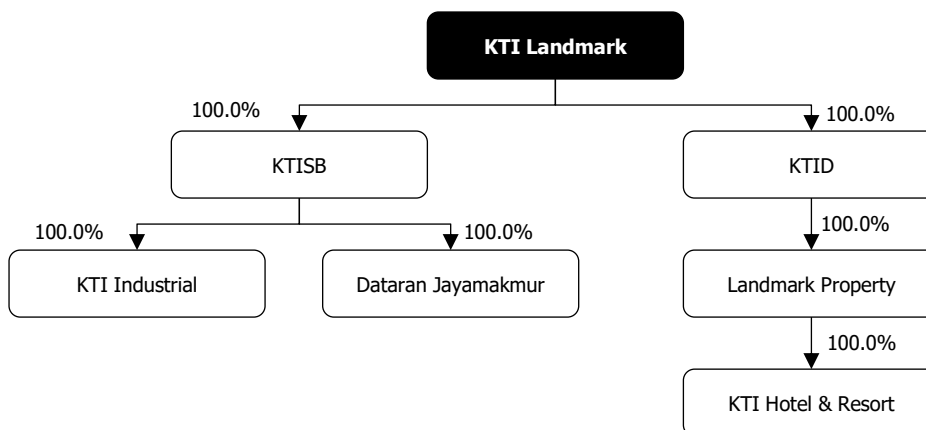 KTI Landmark
100.0%
100.0%
KTISB
KTID
100.0%
100.0%
100.0%
KTI Industrial
Dataran Jayamakmur
Landmark Property
100.0%
KTI Hotel & Resort